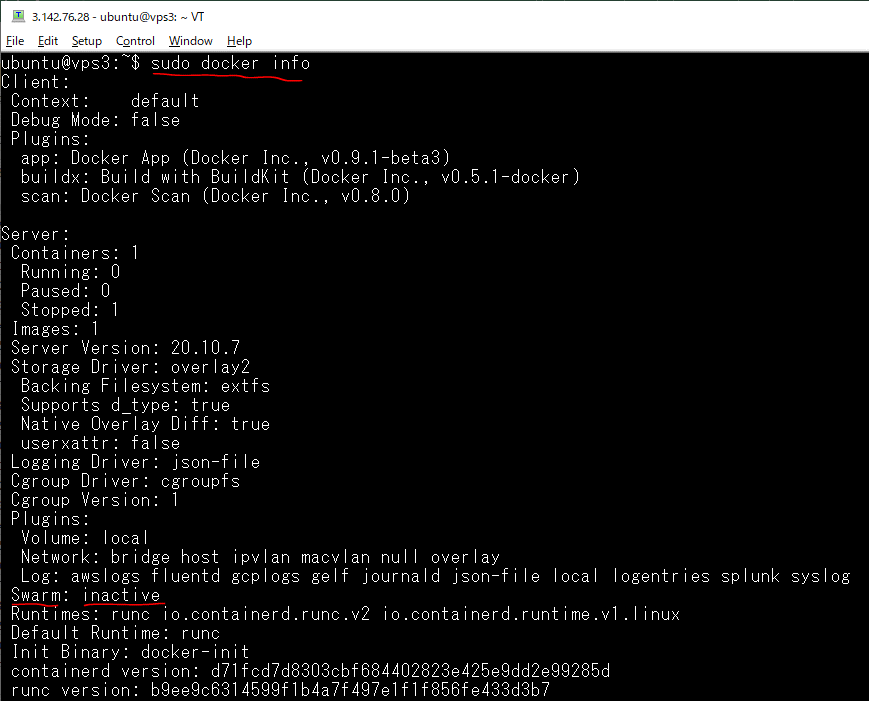 3.142.76.28 - ubuntu@vps3: ~ VT
File Edit Setup Control Window Help
ubuntu@vps3:~$ sudo docker info
Client:
 Context:    default
 Debug Mode: false
 Plugins:
  app: Docker App (Docker Inc., v0.9.1-beta3)
  buildx: Build with BuildKit (Docker Inc., v0.5.1-docker)
  scan: Docker Scan (Docker Inc., v0.8.0)

Server:
 Containers: 1
  Running: 0
  Paused: 0
  Stopped: 1
 Images: 1
 Server Version: 20.10.7
 Storage Driver: overlay2
  Backing Filesystem: extfs
  Supports d_type: true
  Native Overlay Diff: true
  userxattr: false
 Logging Driver: json-file
 Cgroup Driver: cgroupfs
 Cgroup Version: 1
 Plugins:
  Volume: local
  Network: bridge host ipvlan macvlan null overlay
  Log: awslogs fluentd gcplogs gelf journald json-file local logentries splunk syslog
 Swarm: inactive
 Runtimes: runc io.containerd.runc.v2 io.containerd.runtime.v1.linux
 Default Runtime: runc
 Init Binary: docker-init
 containerd version: d71fcd7d8303cbf684402823e425e9dd2e99285d
 runc version: b9ee9c6314599f1b4a7f497e1f1f856fe433d3b7